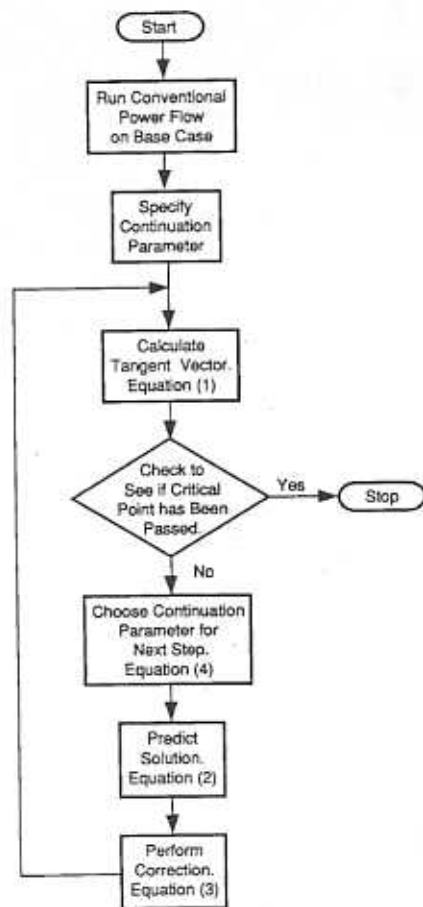 Start
Run Conventional
Power Flow
on Base Case
Specify
Continuation
Parameter
Calculate
Tangent Vector.
Equation (1)
Check to
See if Critical
Point has Been
Passed.
Yes
Stop
No
Choose Continuation
Parameter for
Next Step.
Equation (4)
Predict
Solution.
Equation (2)
Perform
Correction.
Equation (3)